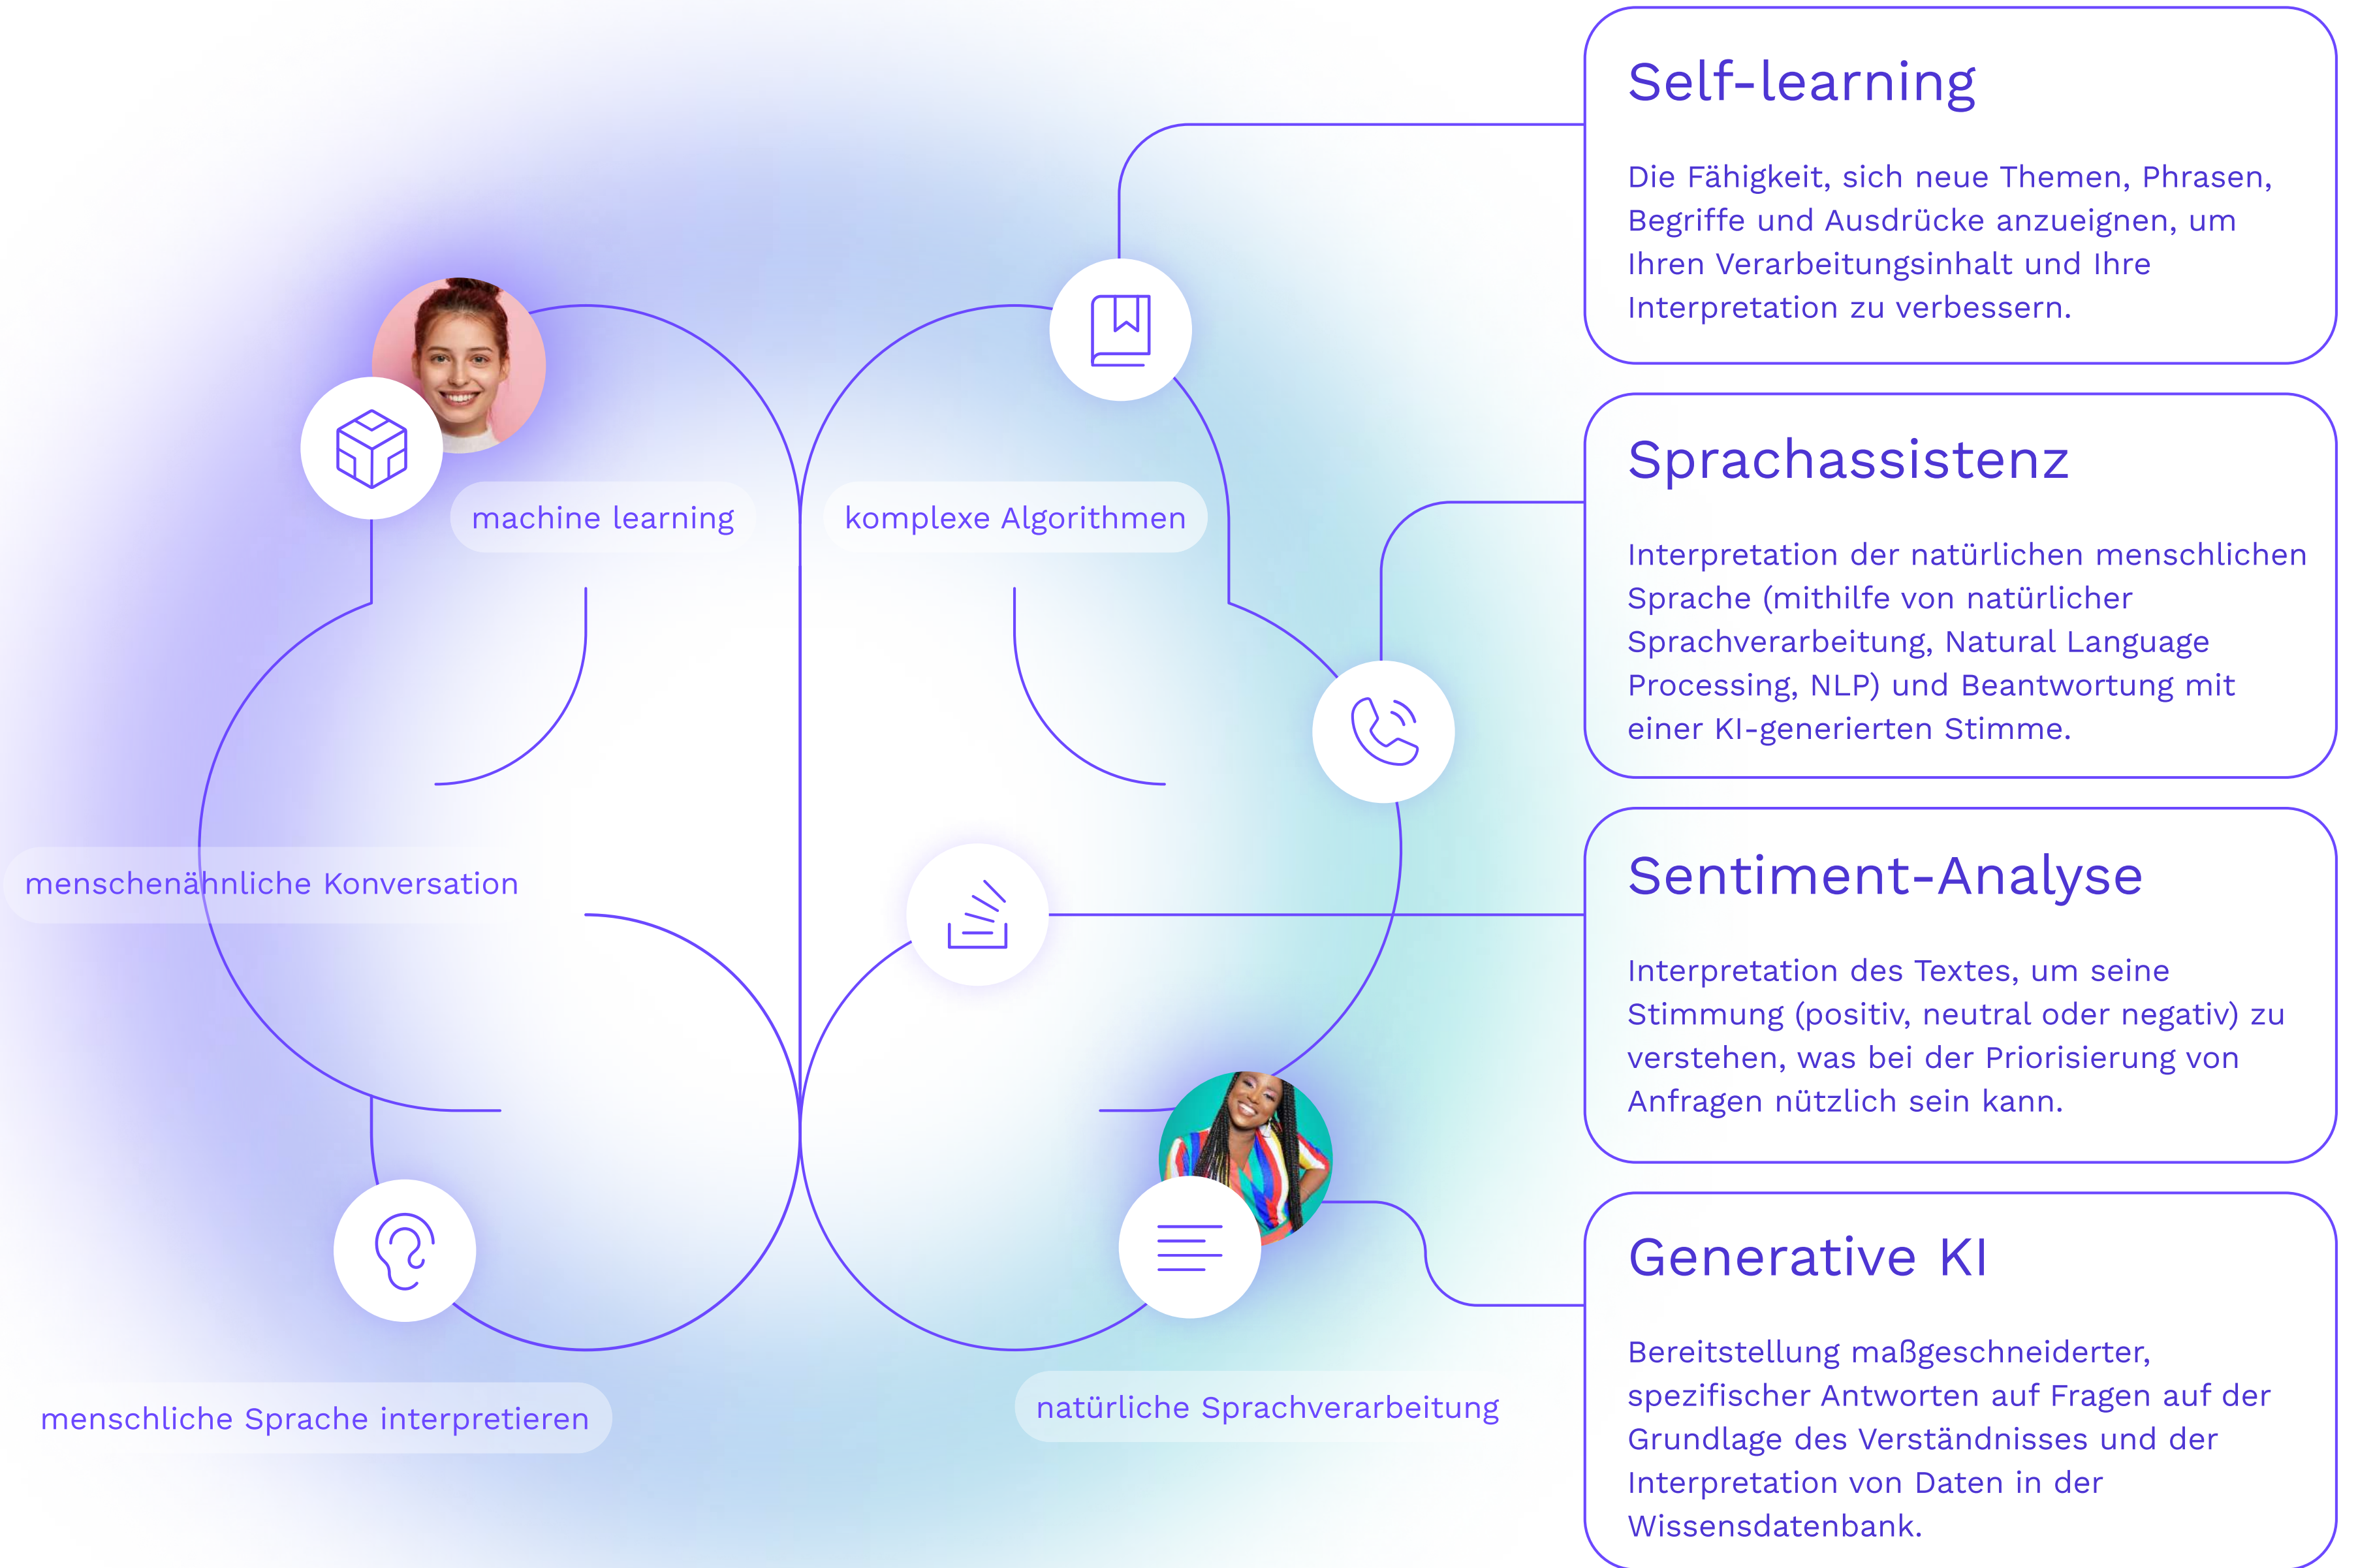 machine learning
komplexe Algorithmen
menschenähnliche Konversation
menschliche Sprache interpretieren
natürliche Sprachverarbeitung
Self-learning
Die Fähigkeit, sich neue Themen, Phrasen,
Begriffe und Ausdrücke anzueignen, um
Ihren Verarbeitungsinhalt und Ihre
Interpretation zu verbessern.
Sprachassistenz
Interpretation der natürlichen menschlichen
Sprache (mithilfe von natürlicher
Sprachverarbeitung, Natural Language
Processing, NLP) und Beantwortung mit
einer KI-generierten Stimme.
Sentiment-Analyse
Interpretation des Textes, um seine
Stimmung (positiv, neutral oder negativ) zu
verstehen, was bei der Priorisierung von
Anfragen nützlich sein kann.
Generative KI
Bereitstellung maßgeschneiderter,
spezifischer Antworten auf Fragen auf der
Grundlage des Verständnisses und der
Interpretation von Daten in der
Wissensdatenbank.